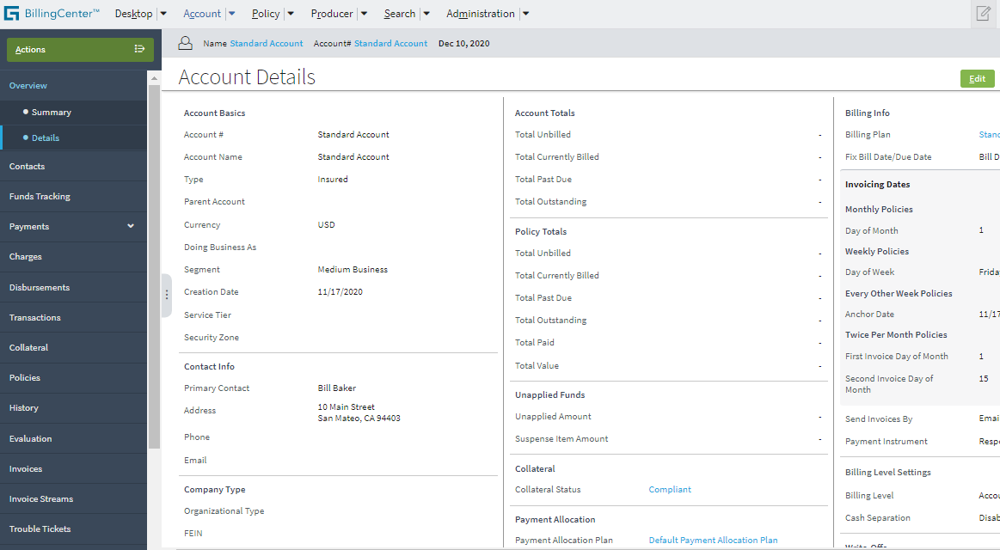 BillingCenter™ Desktop Account Policy Producer Search Administration
Actions
Name Standard Account Account# Standard Account Dec 10, 2020
Overview
Summary
Details
Contacts
Funds Tracking
Payments
Charges
Disbursements
Transactions
Collateral
Policies
History
Evaluation
Invoices
Invoice Streams
Trouble Tickets
Account Details
Edit
Account Basics
Account # Standard Account
Account Name Standard Account
Type Insured
Parent Account
Currency USD
Doing Business As
Segment Medium Business
Creation Date 11/17/2020
Service Tier
Security Zone
Contact Info
Primary Contact Bill Baker
Address 10 Main Street
San Mateo, CA 94403
Phone
Email
Company Type
Organizational Type
FEIN
Account Totals
Total Unbilled -
Total Currently Billed -
Total Past Due -
Total Outstanding -
Policy Totals
Total Unbilled -
Total Currently Billed -
Total Past Due -
Total Outstanding -
Total Paid -
Total Value -
Unapplied Funds
Unapplied Amount -
Suspense Item Amount -
Collateral
Collateral Status Compliant
Payment Allocation
Payment Allocation Plan Default Payment Allocation Plan
Billing Info
Billing Plan
Fix Bill Date/Due Date Bill
Invoicing Dates
Monthly Policies
Day of Month 1
Weekly Policies
Day of Week Friday
Every Other Week Policies
Anchor Date 11/17
Twice Per Month Policies
First Invoice Day of Month 1
Second Invoice Day of 15
Month
Send Invoices By
Payment Instrument
Billing Level Settings
Billing Level
Cash Separation